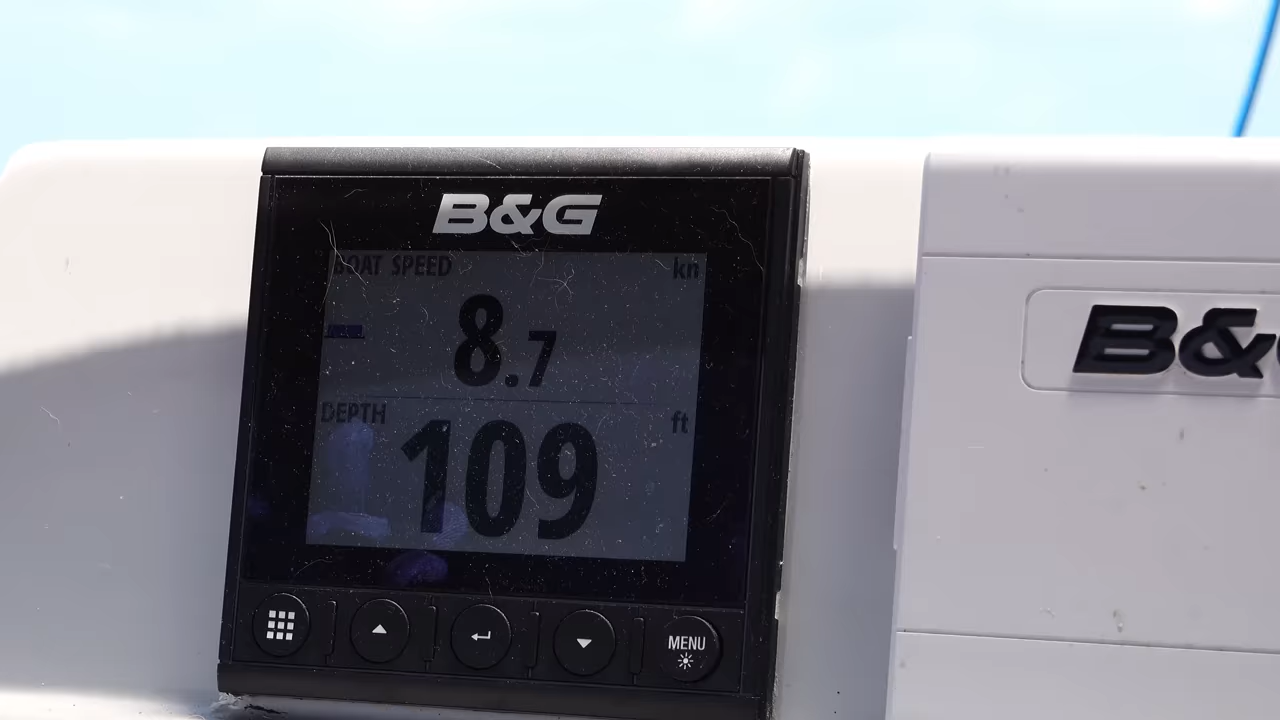 B&G
BOAT SPEED kn
8.7
DEPTH ft
109
MENU
B&